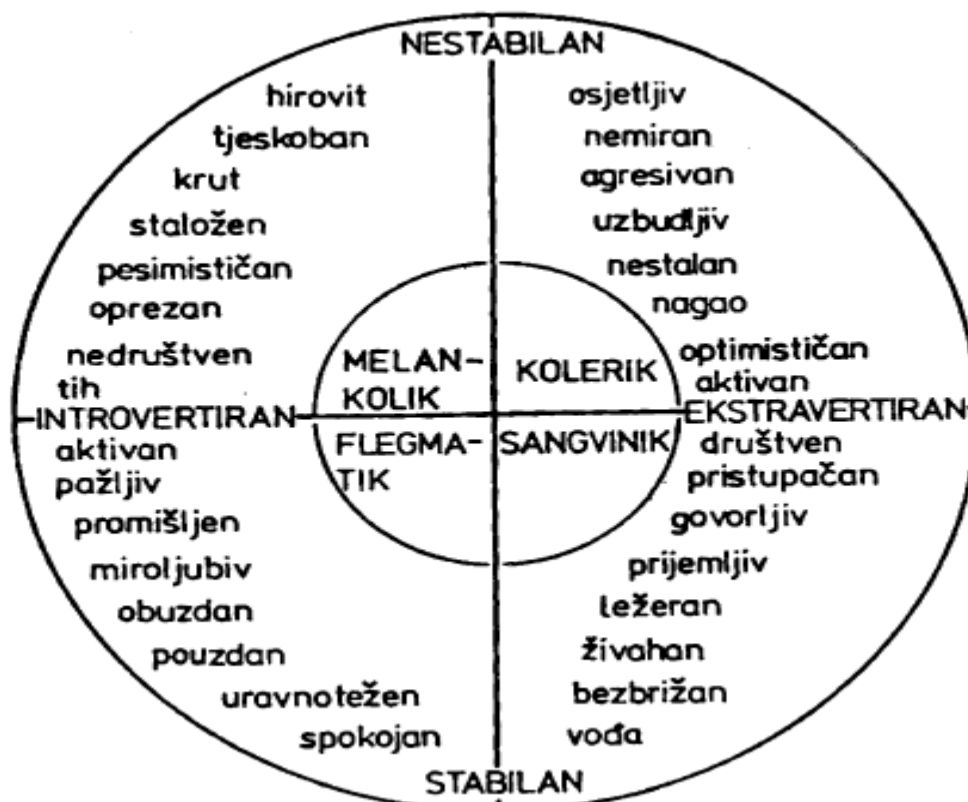 NESTABILAN
hirovit
tjeskoban
krut
staložen
pesimističan
oprezan
nedruštven
tih
osjetljiv
nemiran
agresivan
uzbudljiv
nestalan
nagao
optimističan
aktivan
MELAN-
KOLIK
KOLERIK
INTROVERTIRAN
EKSTRAVERTIRAN
FLEGMA-
TIK
SANGVINIK
aktivan
pažljiv
promišljen
miroljubiv
obuzdan
pouzdan
uravnotežen
spokojan
društven
pristupačan
govorljiv
prijemljiv
ležeran
živahan
bezbrižan
vođa
STABILAN